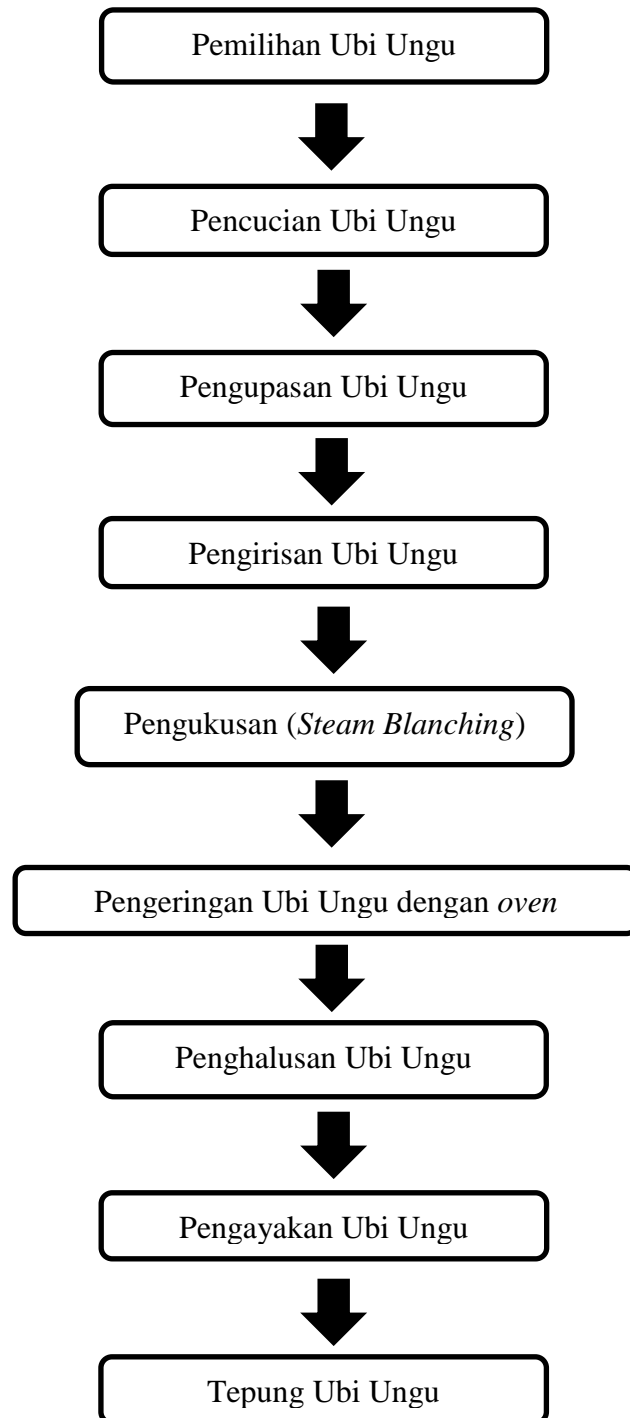 Pemilihan Ubi Ungu
Pencucian Ubi Ungu
Pengupasan Ubi Ungu
Pengirisan Ubi Ungu
Pengukusan (Steam Blanching)
Pengeringan Ubi Ungu dengan oven
Penghalusan Ubi Ungu
Pengayakan Ubi Ungu
Tepung Ubi Ungu